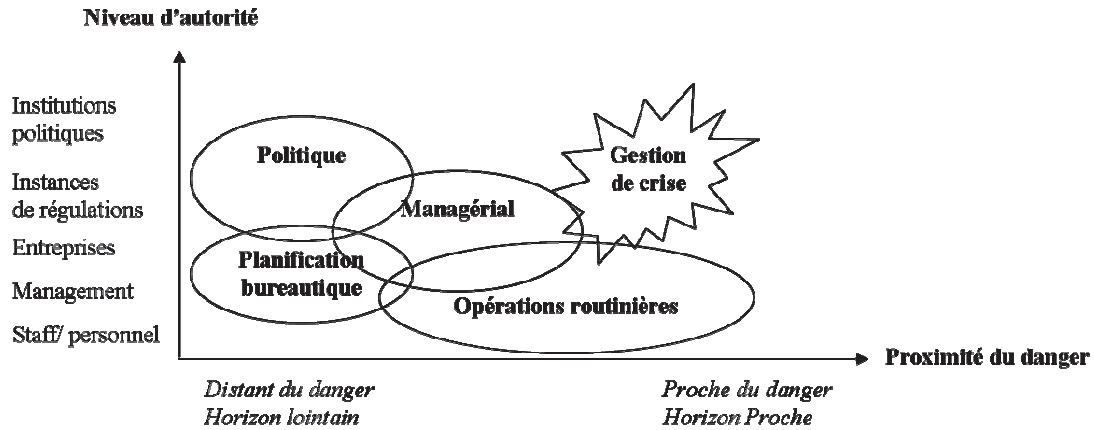 Niveau d'autorité
Institutions
politiques
Instances
de régulations
Entreprises
Management
Staff/ personnel
Politique
Managérial
Gestion
de crise
Planification
bureautique
Opérations routinières
Proximité du danger
Distant du danger
Horizon lointain
Proche du danger
Horizon Proche